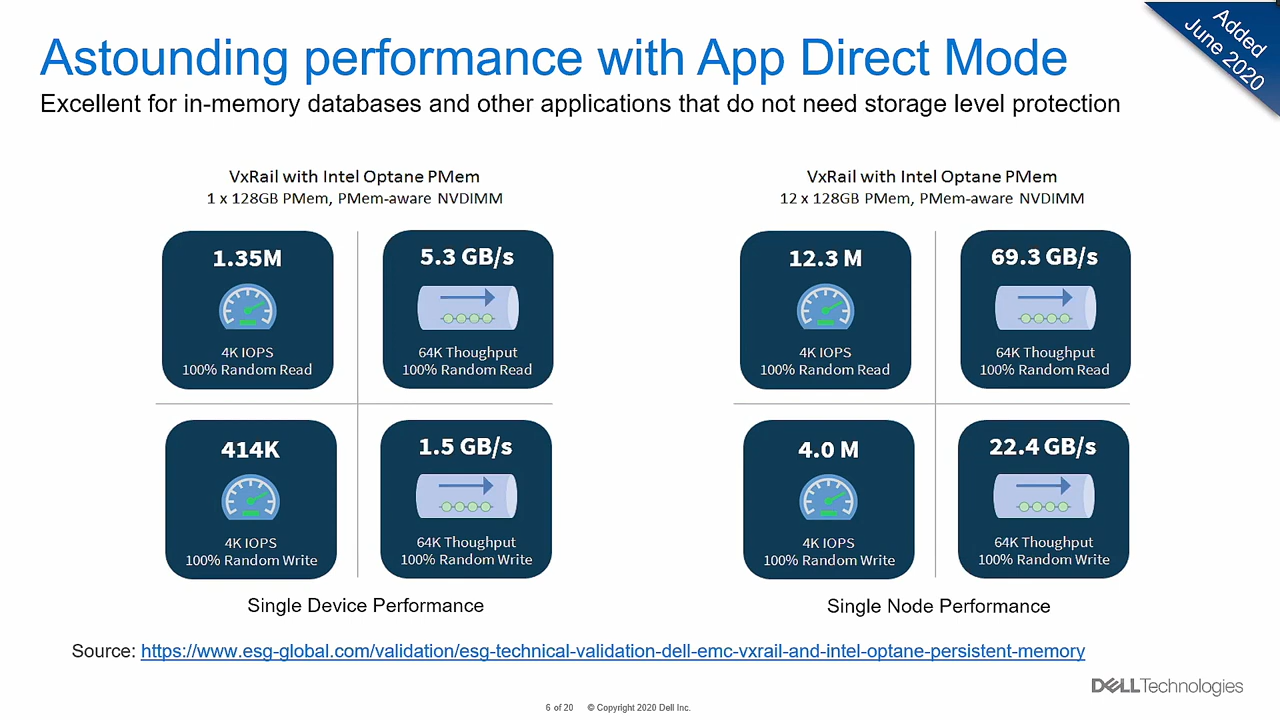 Astounding performance with App Direct Mode
Added
June 2020
Excellent for in-memory databases and other applications that do not need storage level protection
VxRail with Intel Optane PMem
1 x 128GB PMem, PMem-aware NVDIMM
1.35M
4K IOPS
100% Random Read
5.3 GB/s
64K Thoughput
100% Random Read
414K
4K IOPS
100% Random Write
1.5 GB/s
64K Thoughput
100% Random Write
Single Device Performance
VxRail with Intel Optane PMem
12 x 128GB PMem, PMem-aware NVDIMM
12.3 M
4K IOPS
100% Random Read
69.3 GB/s
64K Thoughput
100% Random Read
4.0 M
4K IOPS
100% Random Write
22.4 GB/s
64K Thoughput
100% Random Write
Single Node Performance
Source: https://www.esg-global.com/validation/esg-technical-validation-dell-emc-vxrail-and-intel-optane-persistent-memory
DELLTechnologies
6 of 20 © Copyright 2020 Dell Inc.